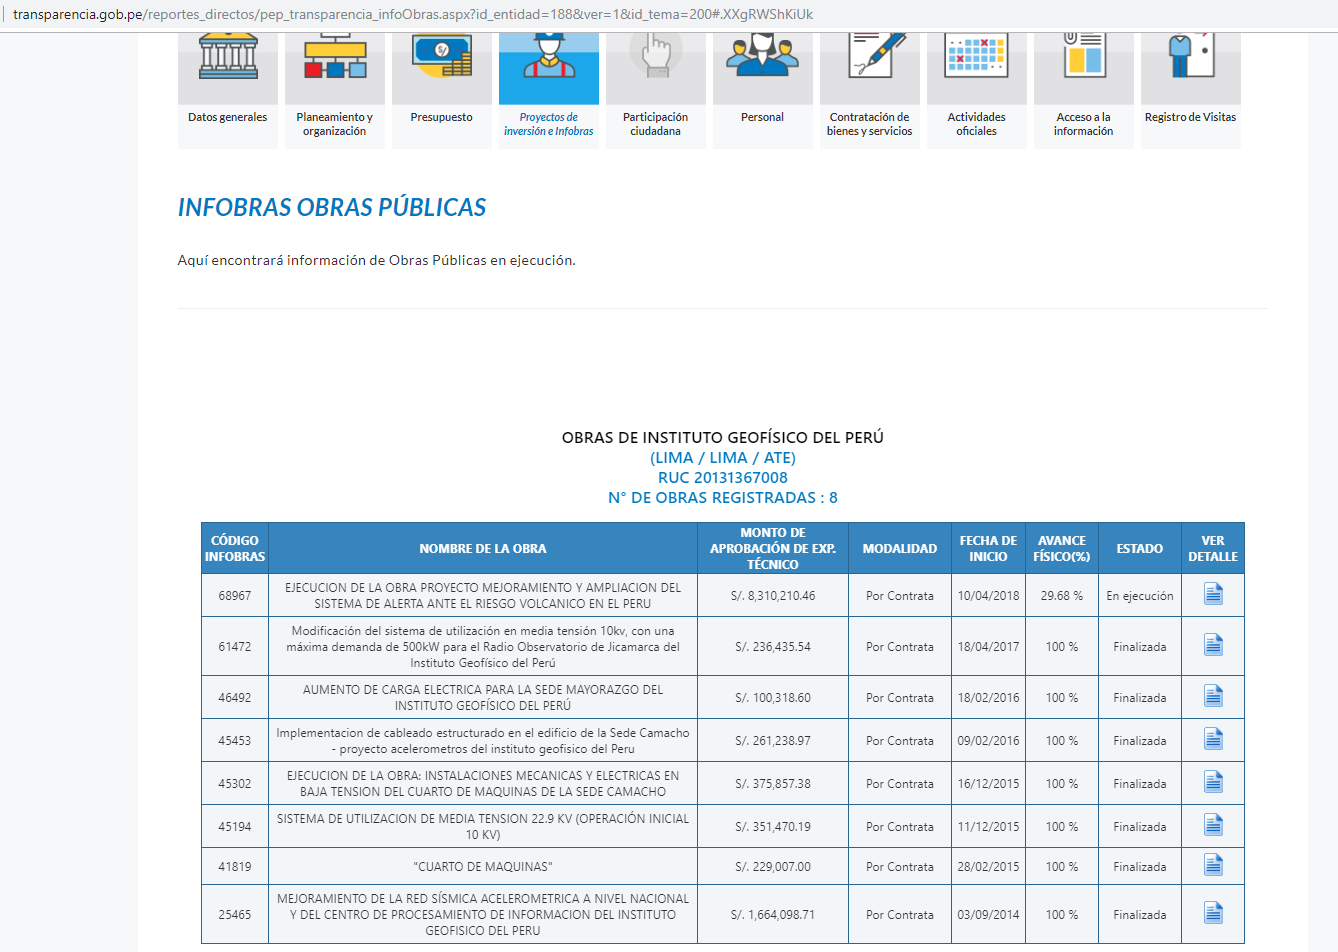 transparencia.gob.pe/reportes_directos/pep_transparencia_infoObras.aspx?id_entidad=188&ver=1&id_tema=200#.XXgRWShKiUk
S/
Datos generales
Planeamiento y
organización
Presupuesto
Proyectos de
inversión e Infobras
Participación
ciudadana
Personal
Contratación de
bienes y servicios
Actividades
oficiales
Acceso a la
información
Registro de Visitas
INFOBRAS OBRAS PÚBLICAS
Aquí encontrará información de Obras Públicas en ejecución.
OBRAS DE INSTITUTO GEOFÍSICO DEL PERÚ
(LIMA / LIMA / ATE)
RUC 20131367008
N° DE OBRAS REGISTRADAS : 8
CÓDIGO
INFOBRAS
NOMBRE DE LA OBRA
MONTO DE
APROBACIÓN DE EXP.
TÉCNICO
MODALIDAD
FECHA DE
INICIO
AVANCE
FÍSICO(%)
ESTADO
VER
DETALLE
68967
EJECUCION DE LA OBRA PROYECTO MEJORAMIENTO Y AMPLIACION DEL
SISTEMA DE ALERTA ANTE EL RIESGO VOLCANICO EN EL PERU
S/. 8,310,210.46
Por Contrata
10/04/2018
29.68 %
En ejecución
61472
Modificación del sistema de utilización en media tensión 10kv, con una
máxima demanda de 500kW para el Radio Observatorio de Jicamarca del
Instituto Geofísico del Perú
S/. 236,435.54
Por Contrata
18/04/2017
100 %
Finalizada
46492
AUMENTO DE CARGA ELECTRICA PARA LA SEDE MAYORAZGO DEL
INSTITUTO GEOFÍSICO DEL PERÚ
S/. 100,318.60
Por Contrata
18/02/2016
100 %
Finalizada
45453
Implementacion de cableado estructurado en el edificio de la Sede Camacho
- proyecto acelerometros del instituto geofisico del Peru
S/. 261,238.97
Por Contrata
09/02/2016
100 %
Finalizada
45302
EJECUCION DE LA OBRA: INSTALACIONES MECANICAS Y ELECTRICAS EN
BAJA TENSION DEL CUARTO DE MAQUINAS DE LA SEDE CAMACHO
S/. 375,857.38
Por Contrata
16/12/2015
100 %
Finalizada
45194
SISTEMA DE UTILIZACION DE MEDIA TENSION 22.9 KV (OPERACIÓN INICIAL
10 KV)
S/. 351,470.19
Por Contrata
11/12/2015
100 %
Finalizada
41819
"CUARTO DE MAQUINAS"
S/. 229,007.00
Por Contrata
28/02/2015
100 %
Finalizada
25465
MEJORAMIENTO DE LA RED SÍSMICA ACELEROMETRICA A NIVEL NACIONAL
Y DEL CENTRO DE PROCESAMIENTO DE INFORMACION DEL INSTITUTO
GEOFISICO DEL PERU
S/. 1,664,098.71
Por Contrata
03/09/2014
100 %
Finalizada